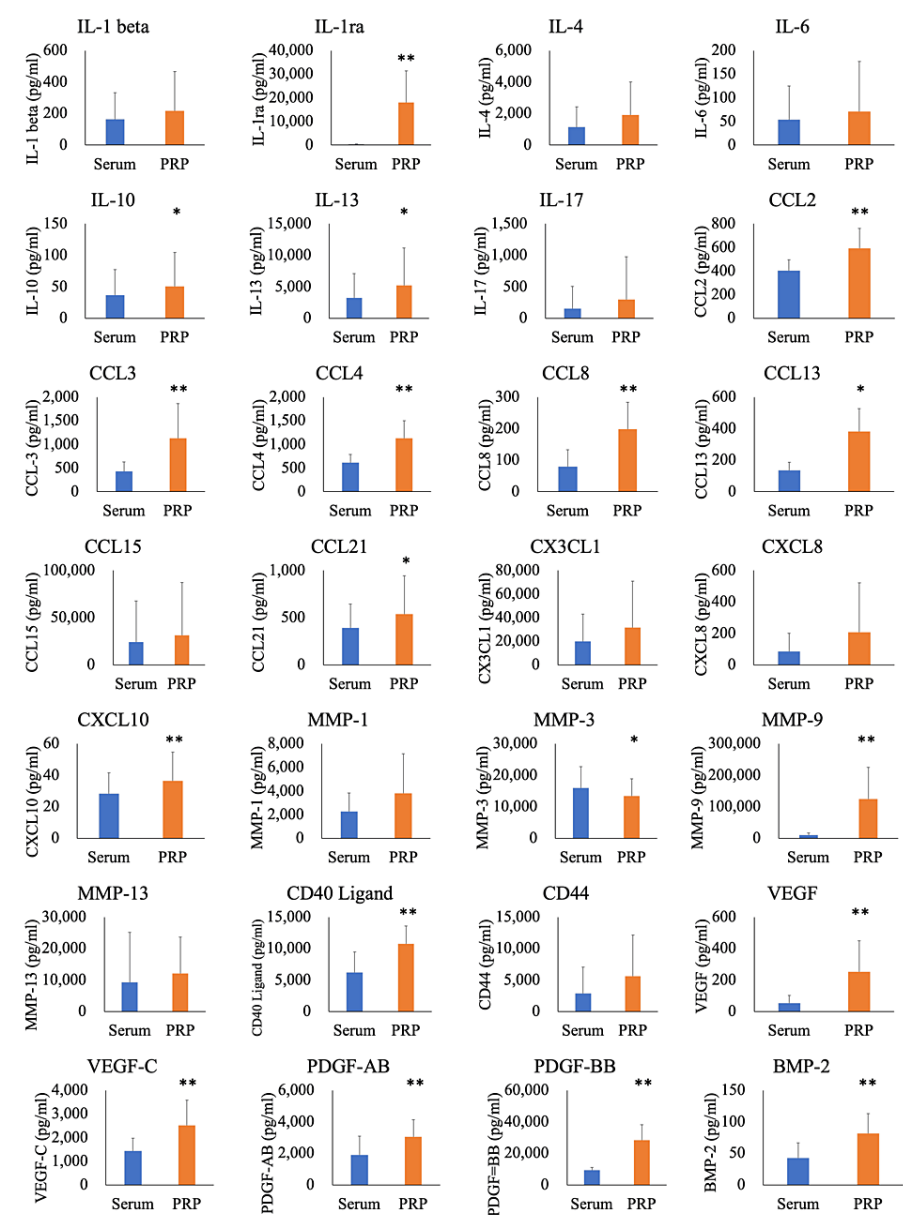 IL-1 beta
IL-1 beta (pg/ml)
600
400
200
0
Serum PRP
IL-1ra
IL-1ra (pg/ml)
40,000
30,000
20,000
10,000
0
**
Serum PRP
IL-4
IL-4 (pg/ml)
6,000
4,000
2,000
0
Serum PRP
IL-6
IL-6 (pg/ml)
200
150
100
50
0
Serum PRP
IL-10
IL-10 (pg/ml)
150
100
50
0
*
Serum PRP
IL-13
IL-13 (pg/ml)
15,000
10,000
5,000
0
*
Serum PRP
IL-17
IL-17 (pg/ml)
1,500
1,000
500
0
Serum PRP
CCL2
CCL2 (pg/ml)
800
600
400
200
0
**
Serum PRP
CCL3
CCL-3 (pg/ml)
2,000
1,500
1,000
500
0
**
Serum PRP
CCL4
CCL4 (pg/ml)
2,000
1,500
1,000
500
0
**
Serum PRP
CCL8
CCL8 (pg/ml)
300
200
100
0
**
Serum PRP
CCL13
CCL13 (pg/ml)
600
400
200
0
*
Serum PRP
CCL15
CCL15 (pg/ml)
100,000
50,000
0
Serum PRP
CCL21
CCL21 (pg/ml)
1,000
500
0
*
Serum PRP
CX3CL1
CX3CL1 (pg/ml)
80,000
60,000
40,000
20,000
0
Serum PRP
CXCL8
CXCL8 (pg/ml)
600
400
200
0
Serum PRP
CXCL10
CXCL10 (pg/ml)
60
40
20
0
**
Serum PRP
MMP-1
MMP-1 (pg/ml)
8,000
6,000
4,000
2,000
0
Serum PRP
MMP-3
MMP-3 (pg/ml)
30,000
20,000
10,000
0
*
Serum PRP
MMP-9
MMP-9 (pg/ml)
300,000
200,000
100,000
0
**
Serum PRP
MMP-13
MMP-13 (pg/ml)
30,000
20,000
10,000
0
Serum PRP
CD40 Ligand
CD40 Ligand (pg/ml)
15,000
10,000
5,000
0
**
Serum PRP
CD44
CD44 (pg/ml)
15,000
10,000
5,000
0
Serum PRP
VEGF
VEGF (pg/ml)
600
400
200
0
**
Serum PRP
VEGF-C
VEGF-C (pg/ml)
4,000
3,000
2,000
1,000
0
**
Serum PRP
PDGF-AB
PDGF-AB (pg/ml)
6,000
4,000
2,000
0
**
Serum PRP
PDGF-BB
PDGF=BB (pg/ml)
60,000
40,000
20,000
0
**
Serum PRP
BMP-2
BMP-2 (pg/ml)
150
100
50
0
**
Serum PRP